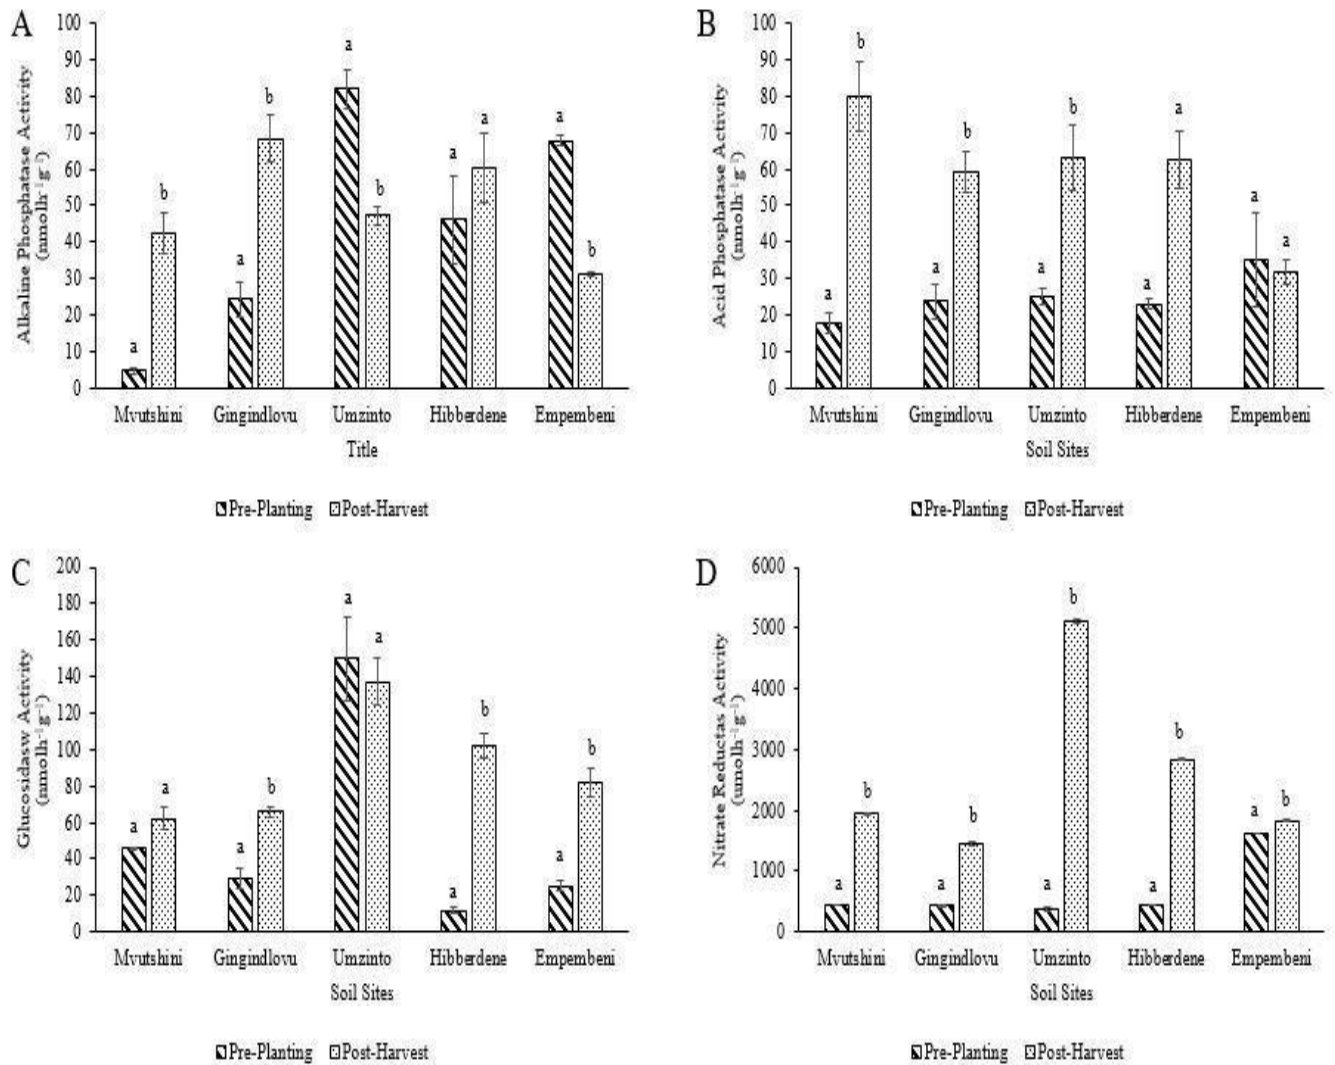 A
Alkaline Phosphatase Activity
(nmolh⁻¹g⁻¹)
100
90
80
70
60
50
40
30
20
10
0
a
b
a
b
a
b
a
a
a
b
Mvutshini Gingindlovu Umzinto Hibberdene Empembeni
Title
Pre-Planting Post-Harvest
B
Acid Phosphatase Activity
(nmolh⁻¹g⁻¹)
100
90
80
70
60
50
40
30
20
10
0
a
b
a
b
a
b
a
a
a
a
Mvutshini Gingindlovu Umzinto Hibberdene Empembeni
Soil Sites
Pre-Planting Post-Harvest
C
Glucosidasw Activity
(nmolh⁻¹g⁻¹)
200
180
160
140
120
100
80
60
40
20
0
a
a
a
b
a
a
a
b
a
b
Mvutshini Gingindlovu Umzinto Hibberdene Empembeni
Soil Sites
Pre-Planting Post-Harvest
D
Nitrate Reductas Activity
(umolh⁻¹g⁻¹)
6000
5000
4000
3000
2000
1000
0
a
b
a
b
a
b
a
b
a
b
Mvutshini Gingindlovu Umzinto Hibberdene Empembeni
Soil Sites
Pre-Planting Post-Harvest